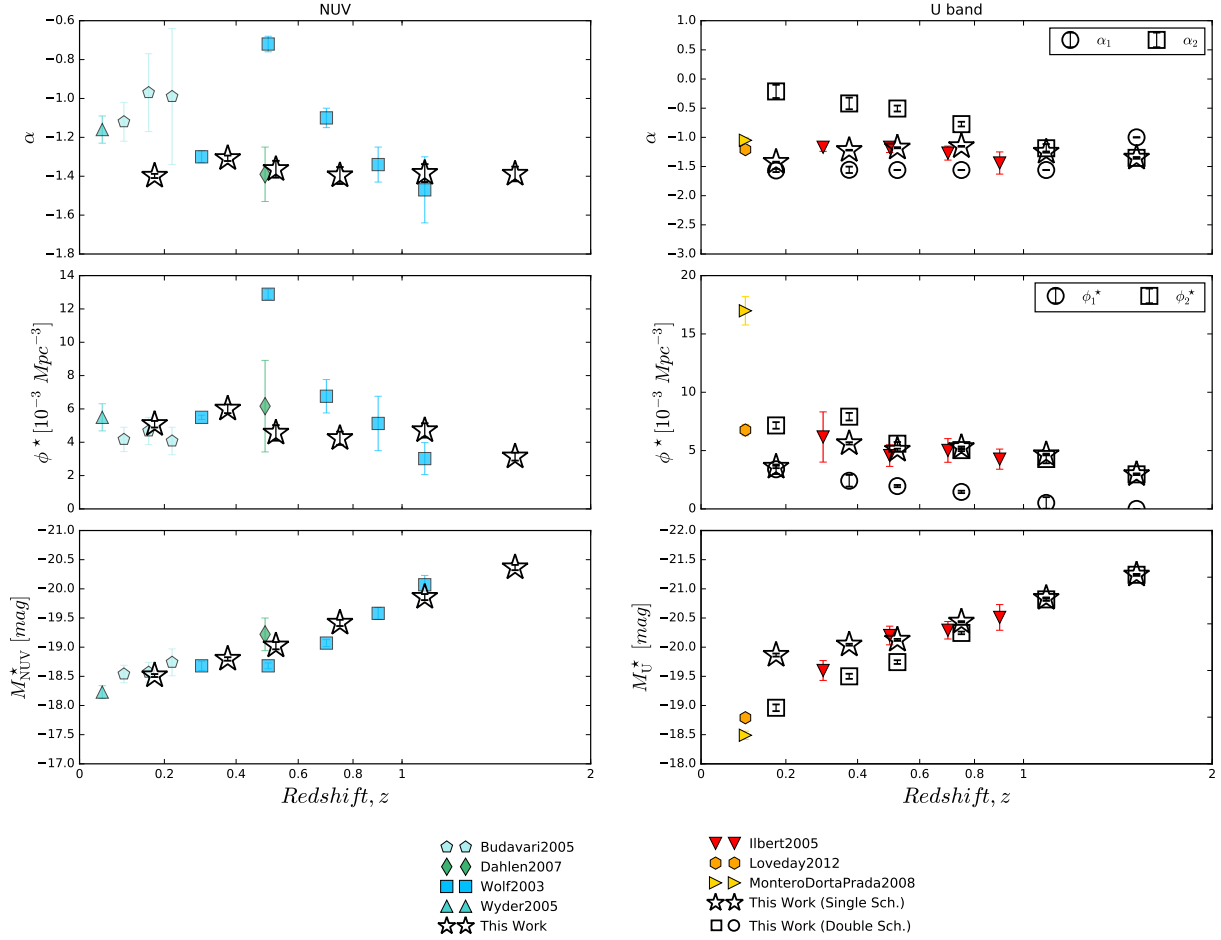 NUV
U band
−0.6
−0.8
−1.0
−1.2
−1.4
−1.6
−1.8
α
1.0
0.5
0.0
−0.5
−1.0
−1.5
−2.0
−2.5
−3.0
α
α₁ α₂
14
12
10
8
6
4
2
0
ϕ* [10⁻³ Mpc⁻³]
20
15
10
5
0
ϕ* [10⁻³ Mpc⁻³]
ϕ₁* ϕ₂*
−21.0
−20.5
−20.0
−19.5
−19.0
−18.5
−18.0
−17.5
−17.0
M*NUV [mag]
0 0.2 0.4 0.6 0.8 1 2
Redshift, z
−22.0
−21.5
−21.0
−20.5
−20.0
−19.5
−19.0
−18.5
−18.0
M*U [mag]
0 0.2 0.4 0.6 0.8 1 2
Redshift, z
Budavari2005
Dahlen2007
Wolf2003
Wyder2005
This Work
Ilbert2005
Loveday2012
MonteroDortaPrada2008
This Work (Single Sch.)
This Work (Double Sch.)